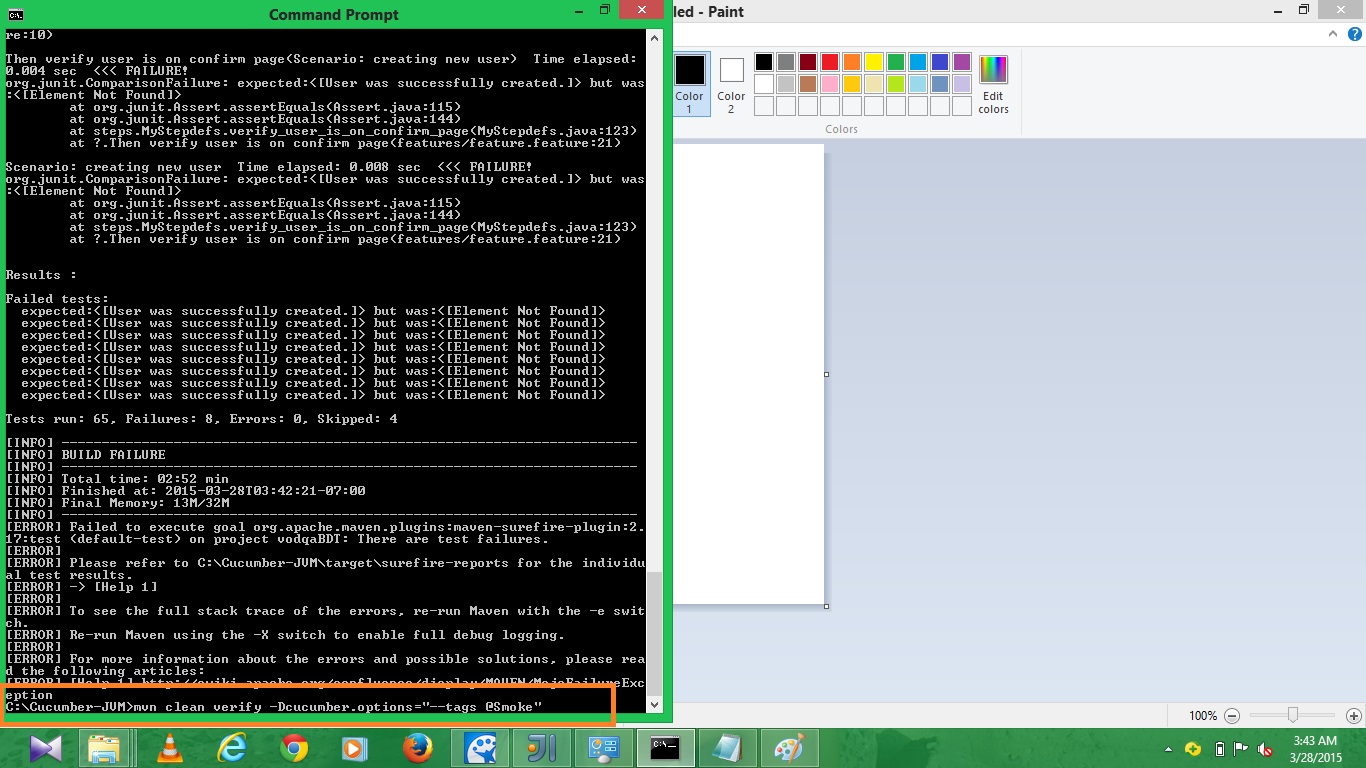 Command Prompt
led - Paint
re:10)
Then verify user is on confirm page(Scenario: creating new user)  Time elapsed:
0.004 sec  <<< FAILURE!
org.junit.ComparisonFailure: expected:<[User was successfully created.]> but was
:<[Element Not Found]>
at org.junit.Assert.assertEquals(Assert.java:115)
at org.junit.Assert.assertEquals(Assert.java:144)
at steps.MyStepdefs.verify_user_is_on_confirm_page(MyStepdefs.java:123)
at ?.Then verify user is on confirm page(features/feature.feature:21)
Scenario: creating new user  Time elapsed: 0.008 sec  <<< FAILURE!
org.junit.ComparisonFailure: expected:<[User was successfully created.]> but was
:<[Element Not Found]>
at org.junit.Assert.assertEquals(Assert.java:115)
at org.junit.Assert.assertEquals(Assert.java:144)
at steps.MyStepdefs.verify_user_is_on_confirm_page(MyStepdefs.java:123)
at ?.Then verify user is on confirm page(features/feature.feature:21)
Results :
Failed tests:
expected:<[User was successfully created.]> but was:<[Element Not Found]>
expected:<[User was successfully created.]> but was:<[Element Not Found]>
expected:<[User was successfully created.]> but was:<[Element Not Found]>
expected:<[User was successfully created.]> but was:<[Element Not Found]>
expected:<[User was successfully created.]> but was:<[Element Not Found]>
expected:<[User was successfully created.]> but was:<[Element Not Found]>
expected:<[User was successfully created.]> but was:<[Element Not Found]>
expected:<[User was successfully created.]> but was:<[Element Not Found]>
Tests run: 65, Failures: 8, Errors: 0, Skipped: 4
[INFO] ------------------------------------------------------------------------
[INFO] BUILD FAILURE
[INFO] ------------------------------------------------------------------------
[INFO] Total time: 02:52 min
[INFO] Finished at: 2015-03-28T03:42:21-07:00
[INFO] Final Memory: 13M/32M
[INFO] ------------------------------------------------------------------------
[ERROR] Failed to execute goal org.apache.maven.plugins:maven-surefire-plugin:2.
17:test (default-test) on project vodqaBDT: There are test failures.
[ERROR]
[ERROR] Please refer to C:\Cucumber-JVM\target\surefire-reports for the individu
al test results.
[ERROR] -> [Help 1]
[ERROR]
[ERROR] To see the full stack trace of the errors, re-run Maven with the -e swit
ch.
[ERROR] Re-run Maven using the -X switch to enable full debug logging.
[ERROR]
[ERROR] For more information about the errors and possible solutions, please rea
d the following articles:
[ERROR] [Help 1] http://cwiki.apache.org/confluence/display/MAVEN/MojoFailureExc
eption
C:\Cucumber-JVM>mvn clean verify -Dcucumber.options="--tags @Smoke"
Color
1
Color
2
Edit
colors
Colors
100%
3:43 AM
3/28/2015